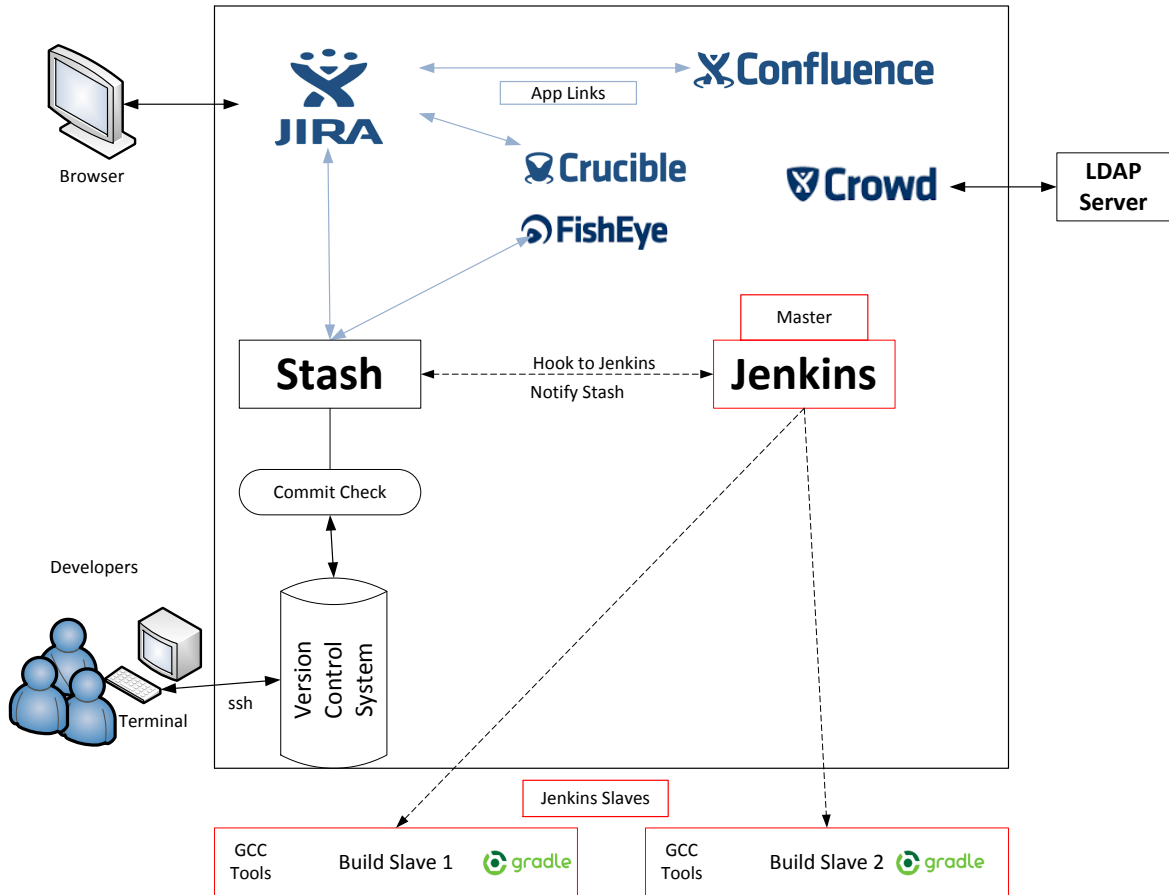 JIRA
Confluence
App Links
Browser
Crucible
Crowd
LDAP
Server
FishEye
Master
Stash
Hook to Jenkins
Notify Stash
Jenkins
Commit Check
Developers
Version
Control
System
ssh
Terminal
Jenkins Slaves
GCC
Tools
Build Slave 1
gradle
GCC
Tools
Build Slave 2
gradle